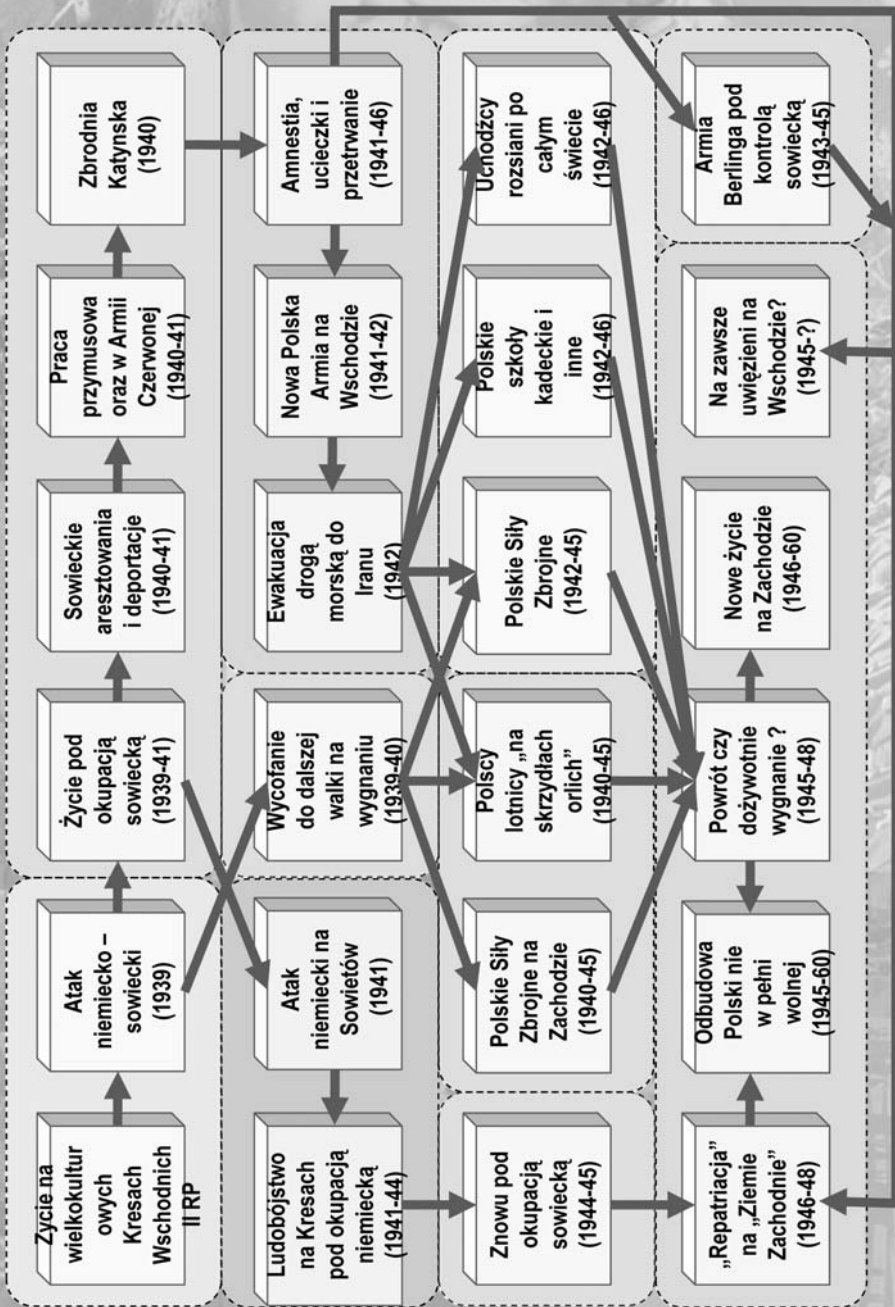 Życie na
wielkokultur
owych
Kresach
Wschodnich
II RP
Atak
niemiecko –
sowiecki
(1939)
Życie pod
okupacją
sowiecką
(1939-41)
Sowieckie
aresztowania
i deportacje
(1940-41)
Praca
przymusowa
oraz w Armii
Czerwonej
(1940-41)
Zbrodnia
Katynska
(1940)
Ludobójstwo
na Kresach
pod okupacją
niemiecką
(1941-44)
Atak
niemiecki na
Sowietów
(1941)
Wycofanie
do dalszej
walki na
wygnaniu
(1939-40)
Ewakuacja
drogą
morską do
Iranu
(1942)
Nowa Polska
Armia na
Wschodzie
(1941-42)
Amnestia,
ucieczki i
przetrwanie
(1941-46)
Znowu pod
okupacją
sowiecką
(1944-45)
Polskie Siły
Zbrojne na
Zachodzie
(1940-45)
Polscy
lotnicy „na
skrzydłach
orlich”
(1940-45)
Polskie Siły
Zbrojne
(1942-45)
Polskie
szkoły
kadeckie i
inne
(1942-46)
Uchodźcy
rozsiani po
całym
świecie
(1942-46)
„Repatriacja”
na „Ziemie
Zachodnie”
(1946-48)
Odbudowa
Polski nie
w pełni
wolnej
(1945-60)
Powrót czy
dożywotnie
wygnanie ?
(1945-48)
Nowe życie
na Zachodzie
(1946-60)
Na zawsze
uwięzieni na
Wschodzie?
(1945-?)
Armia
Berlinga pod
kontrolą
sowiecką
(1943-45)